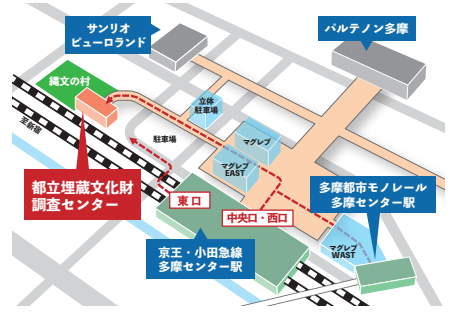 サンリオ
ピューロランド
パルテノン多摩
縄文の村
立体
駐車場
至新宿
駐車場
マグレブ
マグレブ
EAST
都立埋蔵文化財
調査センター
東口
中央口・西口
多摩都市モノレール
多摩センター駅
京王・小田急線
多摩センター駅
マグレブ
WAST